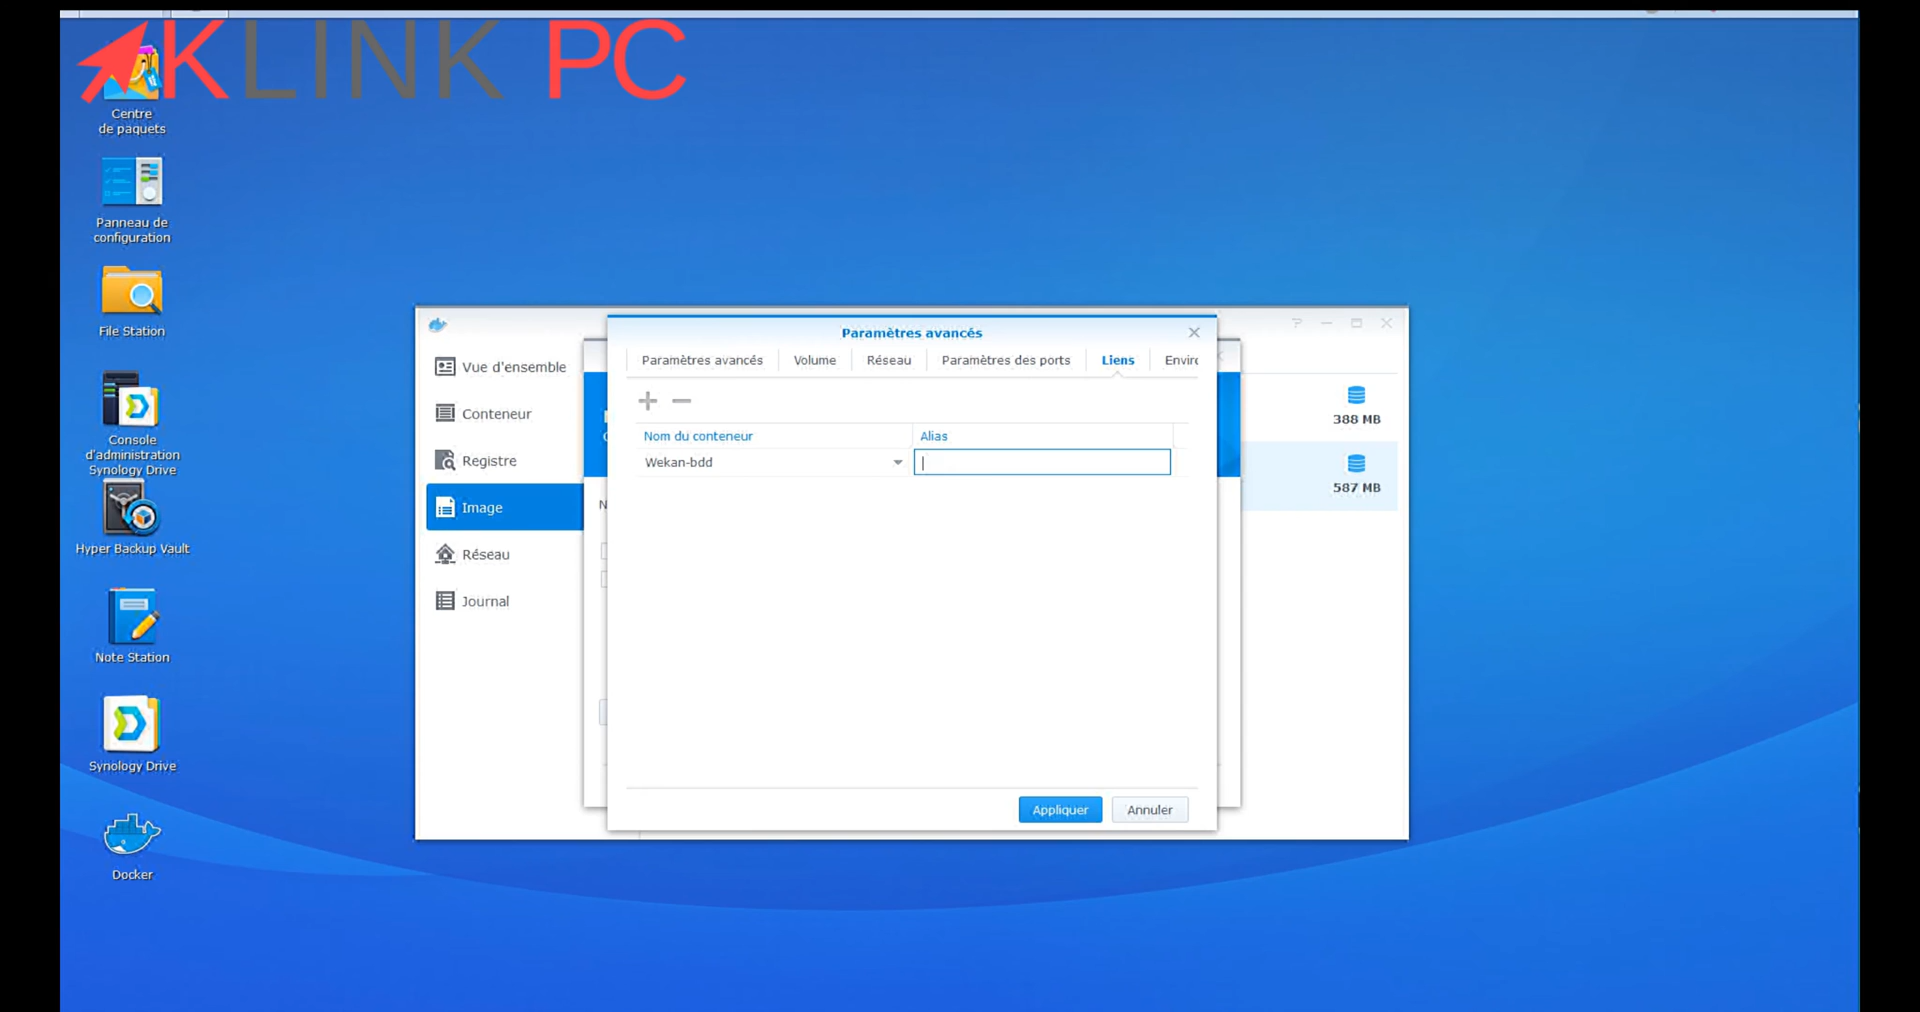 KLINK PC
Centre
de paquets
Panneau de
configuration
File Station
Console
d'administration
Synology Drive
Hyper Backup Vault
Note Station
Synology Drive
Docker
Vue d'ensemble
Conteneur
Registre
Image
Réseau
Journal
Paramètres avancés
Paramètres avancés
Volume
Réseau
Paramètres des ports
Liens
Enviro
Nom du conteneur
Alias
Wekan-bdd
Appliquer
Annuler
388 MB
587 MB